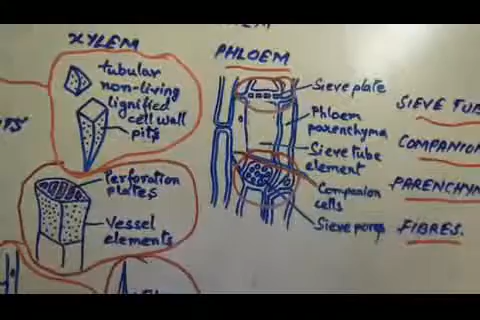 XYLEM
PHLOEM
tubular
non-living
lignified
cell wall
pits
Perforation
plates
Vessel
elements
Sieve plate
Phloem
parenchyma
Sieve tube
element
Companion
cells
Sieve pores
SIEVE TUB
COMPANION
PARENCHYM
FIBRES.